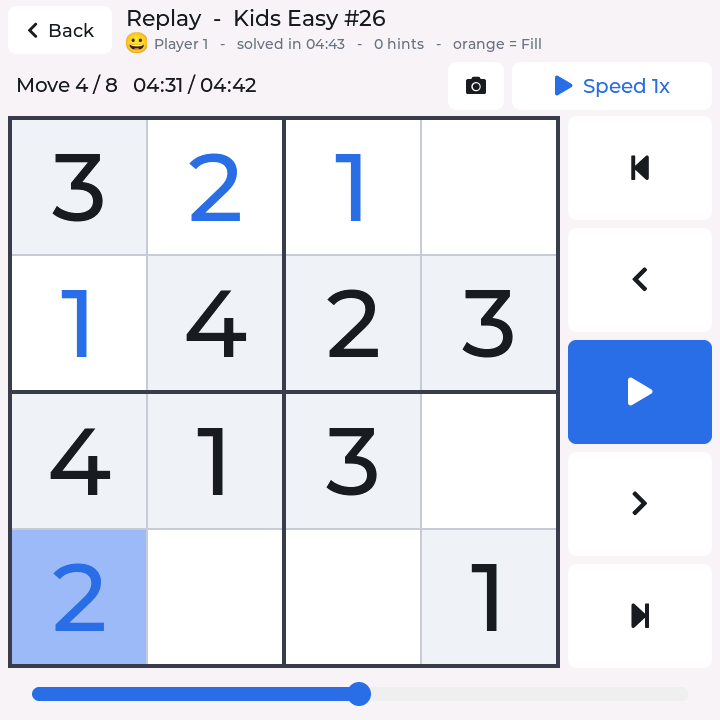 Back
Replay - Kids Easy #26
Player 1 - solved in 04:43 - 0 hints - orange = Fill
Move 4 / 8 04:31 / 04:42
Speed 1x
3 2 1
1 4 2 3
4 1 3
2 1